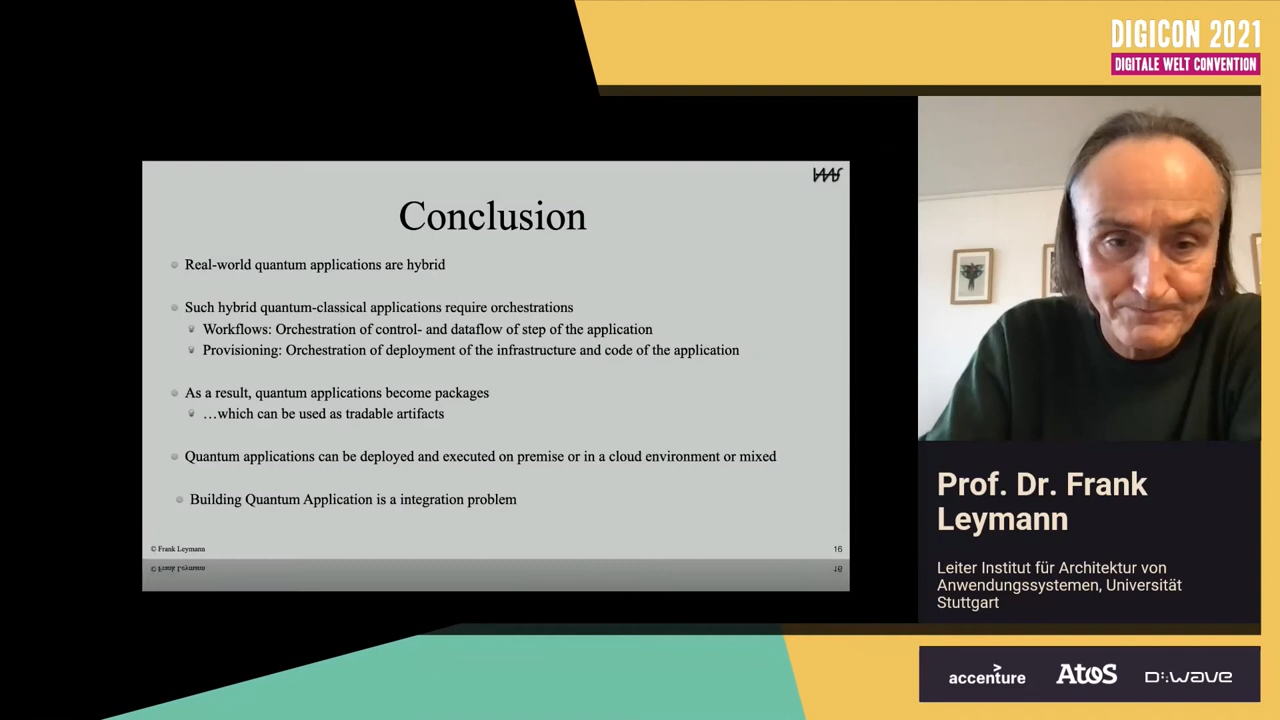 DIGICON 2021
DIGITALE WELT CONVENTION
IAAS
Conclusion
Real-world quantum applications are hybrid
Such hybrid quantum-classical applications require orchestrations
Workflows: Orchestration of control- and dataflow of step of the application
Provisioning: Orchestration of deployment of the infrastructure and code of the application
As a result, quantum applications become packages
…which can be used as tradable artifacts
Quantum applications can be deployed and executed on premise or in a cloud environment or mixed
Building Quantum Application is a integration problem
© Frank Leymann
16
© Frank Leymann
16
Prof. Dr. Frank
Leymann
Leiter Institut für Architektur von
Anwendungssystemen, Universität
Stuttgart
accenture
Atos
D:wave